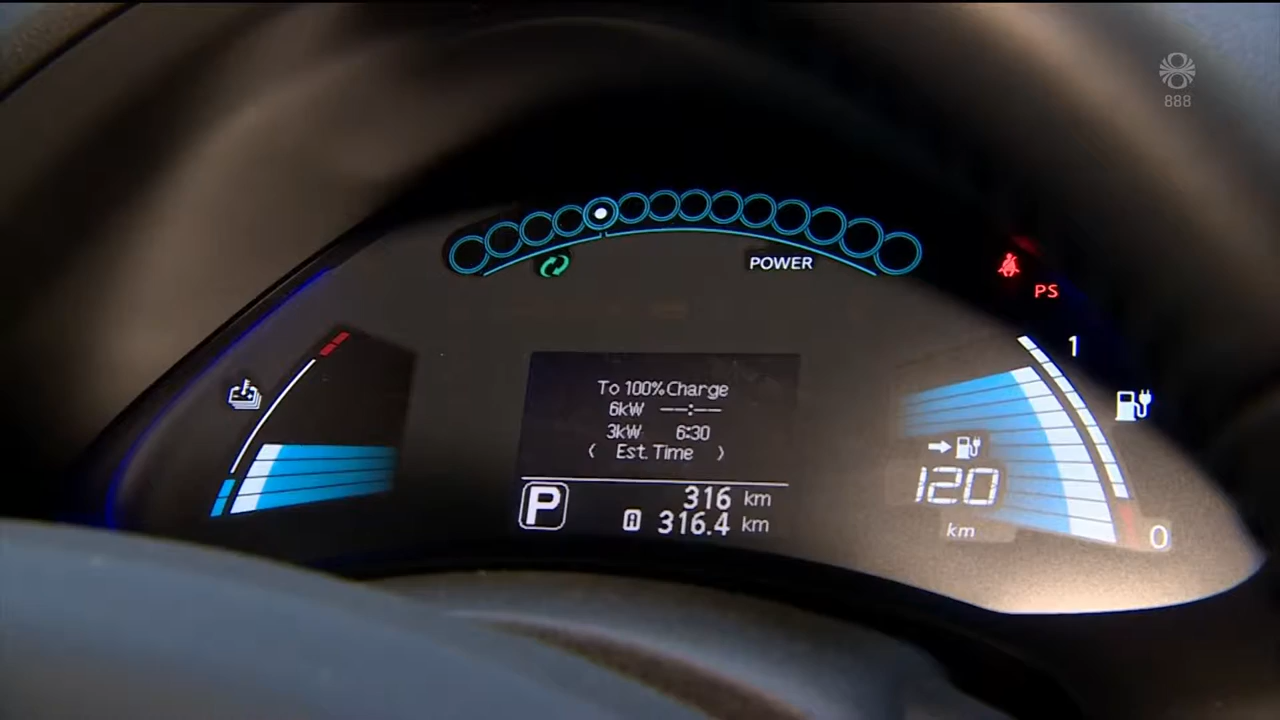 888
POWER
PS
To 100%Charge
6kW --:--
3kW 6:30
< Est. Time >
P
316 km
316.4 km
1
120
km
0